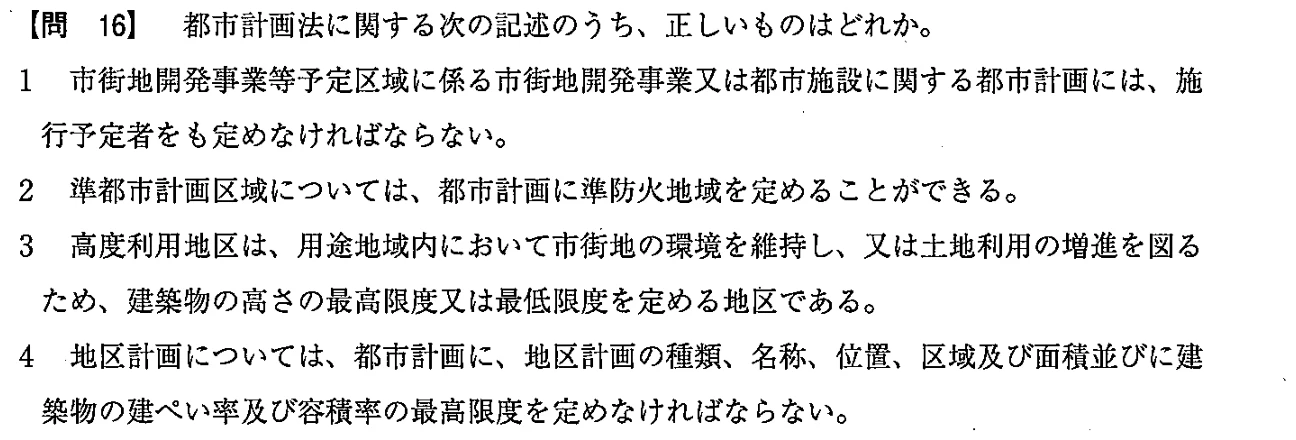 【問　16】　都市計画法に関する次の記述のうち、正しいものはどれか。
1　市街地開発事業等予定区域に係る市街地開発事業又は都市施設に関する都市計画には、施
行予定者をも定めなければならない。
2　準都市計画区域については、都市計画に準防火地域を定めることができる。
3　高度利用地区は、用途地域内において市街地の環境を維持し、又は土地利用の増進を図る
ため、建築物の高さの最高限度又は最低限度を定める地区である。
4　地区計画については、都市計画に、地区計画の種類、名称、位置、区域及び面積並びに建
築物の建ぺい率及び容積率の最高限度を定めなければならない。